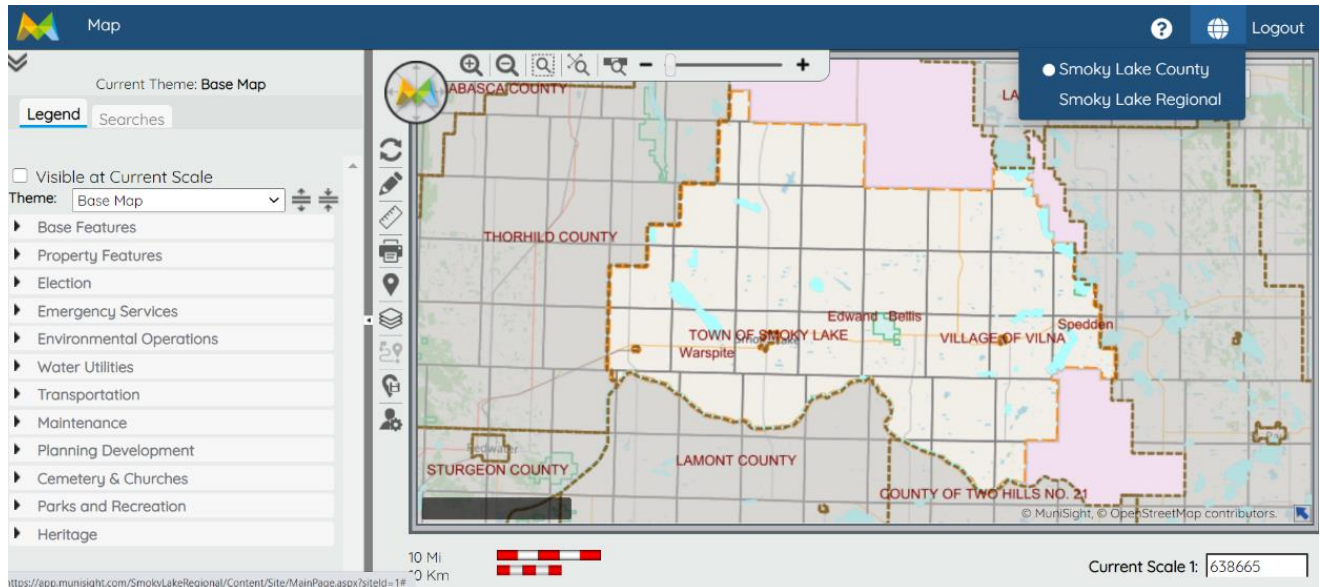 Map
?
Logout
Smoky Lake County
Smoky Lake Regional
Current Theme: Base Map
Legend
Searches
Visible at Current Scale
Theme:
Base Map
Base Features
Property Features
Election
Emergency Services
Environmental Operations
Water Utilities
Transportation
Maintenance
Planning Development
Cemetery & Churches
Parks and Recreation
Heritage
https://app.munisight.com/SmokyLakeRegional/Content/Site/MainPage.aspx?siteId=1#
ABASCA COUNTY
LA
THORHILD COUNTY
Edwand Bellis
Spedden
TOWN OF SMOKY LAKE
VILLAGE OF VILNA
Warspite
Redwater
STURGEON COUNTY
LAMONT COUNTY
COUNTY OF TWO HILLS NO. 21
© MuniSight, © OpenStreetMap contributors.
10 Mi
10 Km
Current Scale 1: 638665